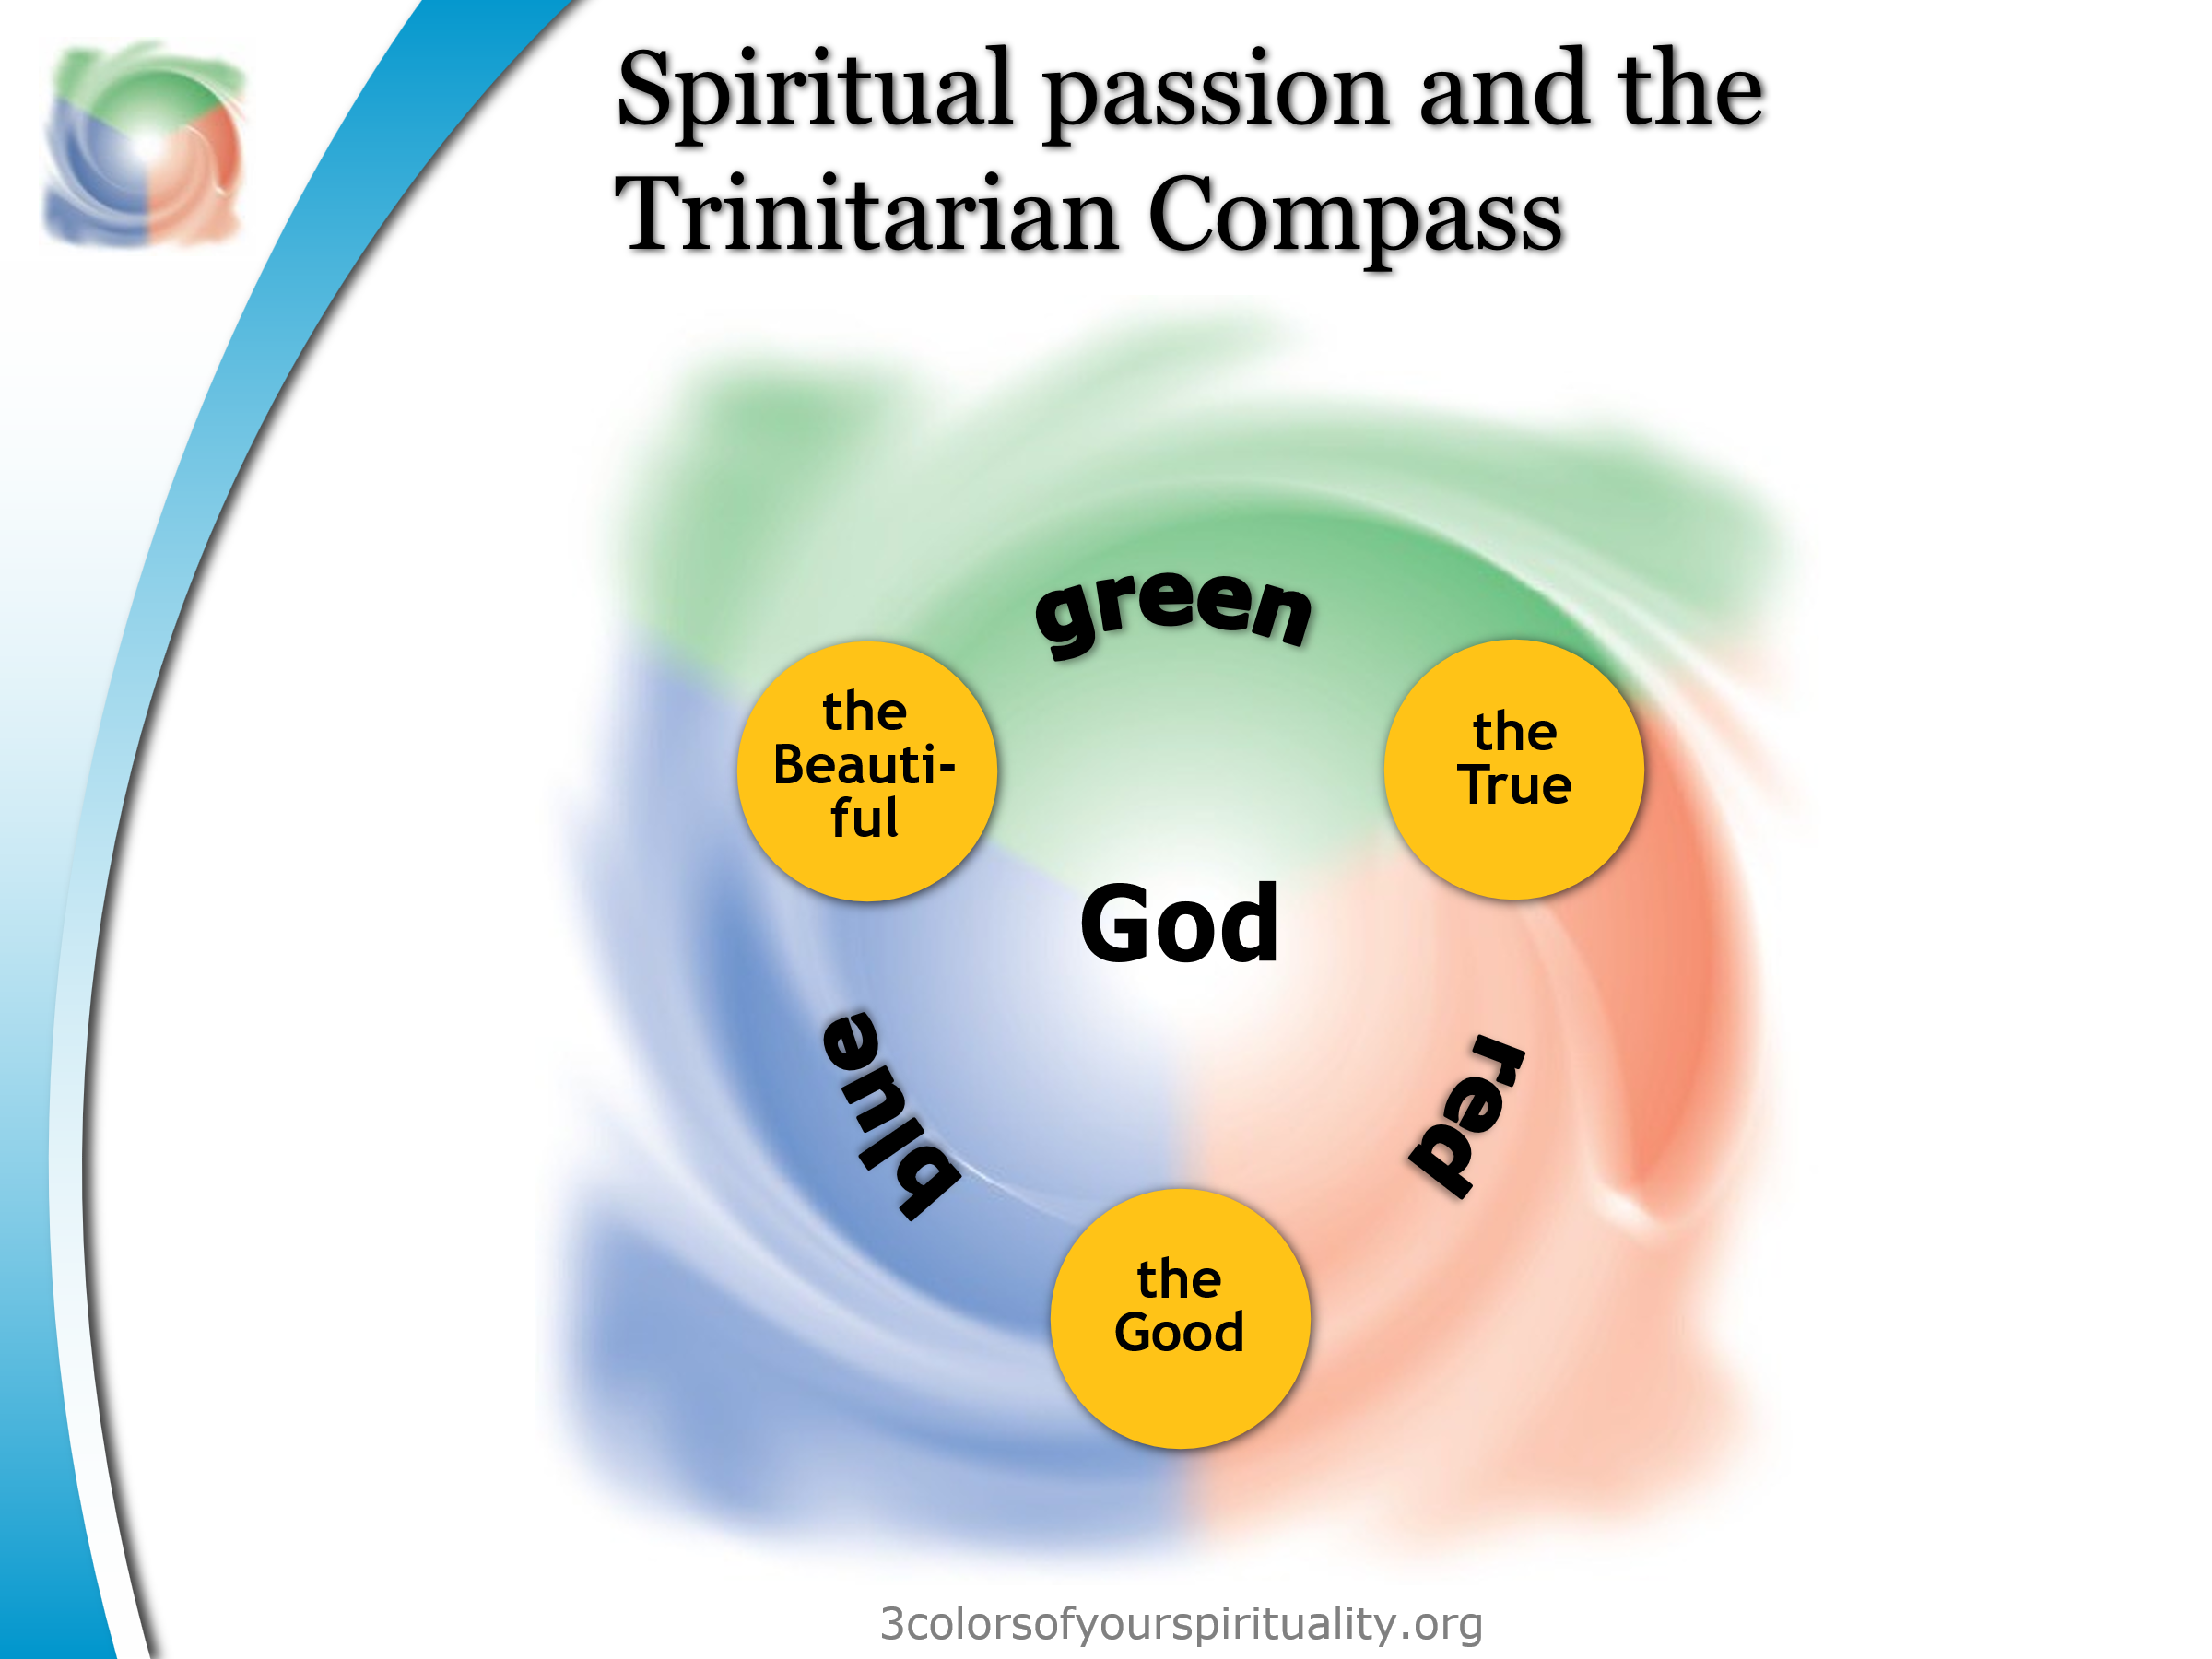 Spiritual passion and the
Trinitarian Compass
green
the
Beauti-
ful
the
True
God
blue
red
the
Good
3colorsofyourspirituality.org